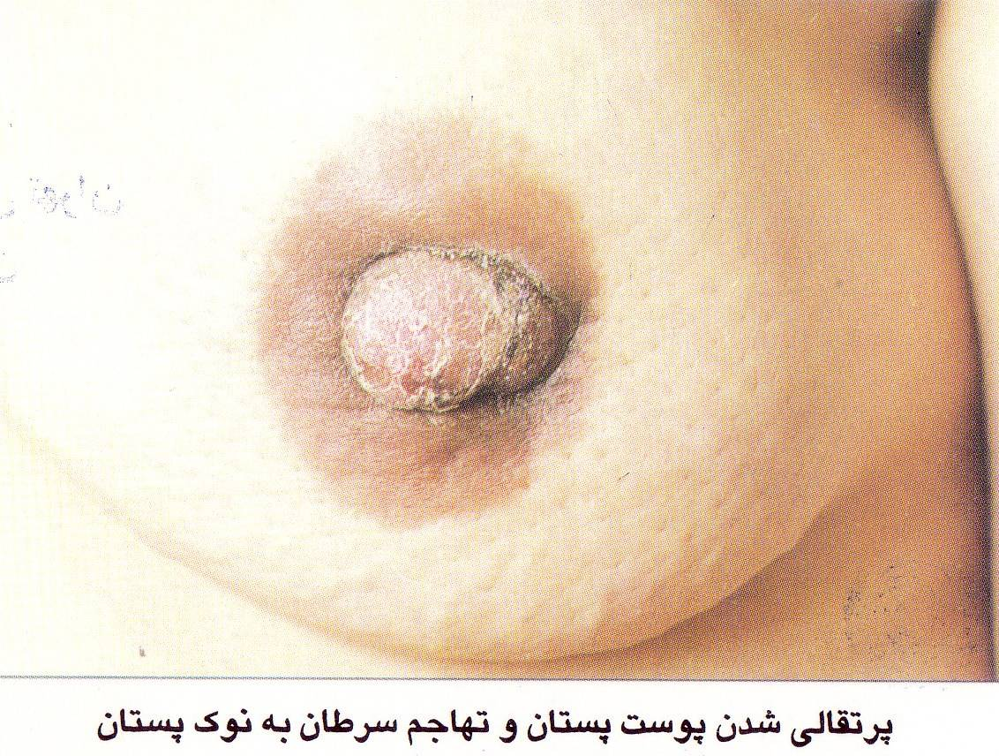 پرتقالی شدن پوست پستان و تهاجم سرطان به نوک پستان